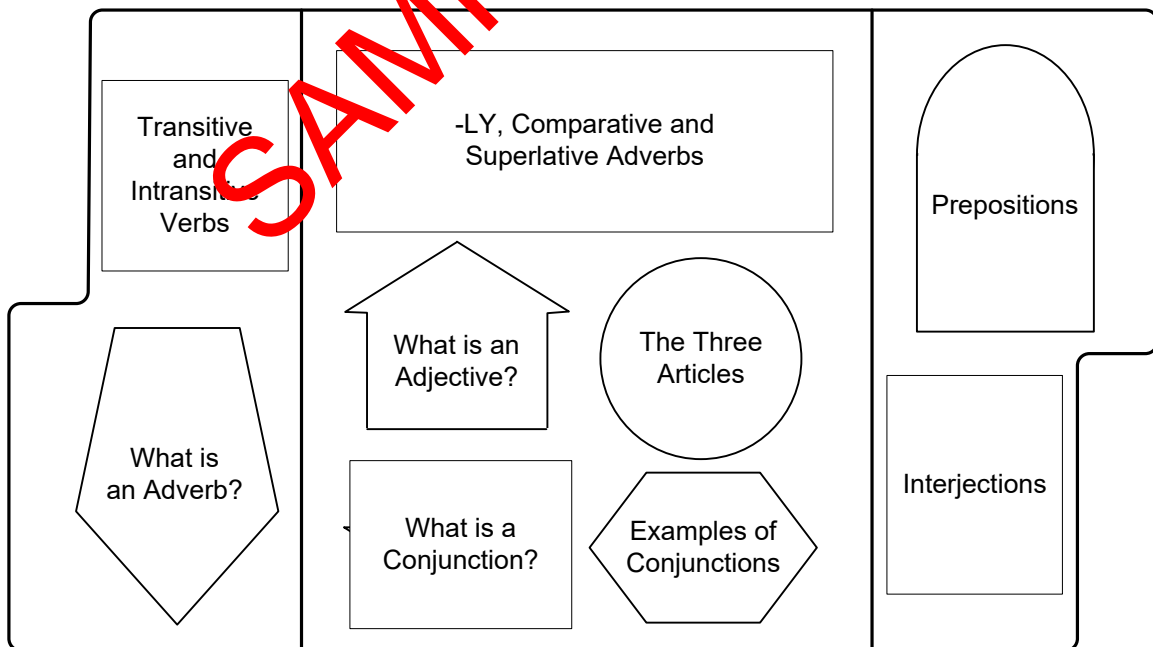 Transitive
and
Intransitive
Verbs
What is
an Adverb?
-LY, Comparative and
Superlative Adverbs
What is an
Adjective?
The Three
Articles
What is a
Conjunction?
Examples of
Conjunctions
Prepositions
Interjections